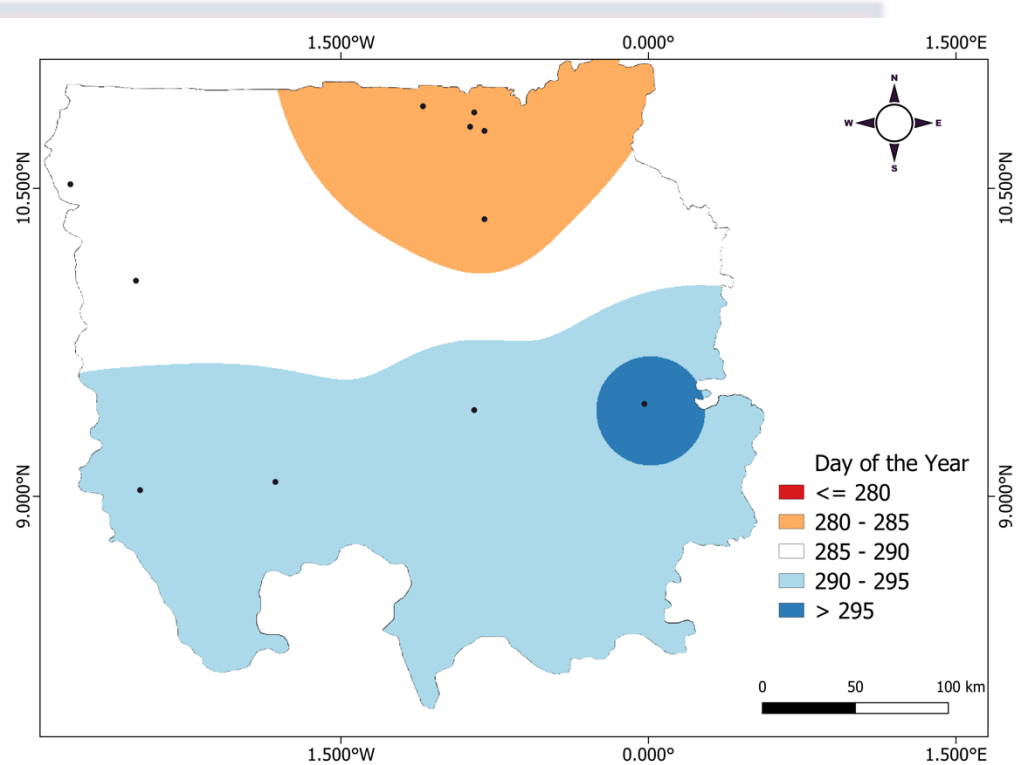 1.500°W 0.000° 1.500°E
N
W E
S
10.500°N 10.500°N
9.000°N 9.000°N
Day of the Year
<= 280
280 - 285
285 - 290
290 - 295
> 295
0 50 100 km
1.500°W 0.000° 1.500°E